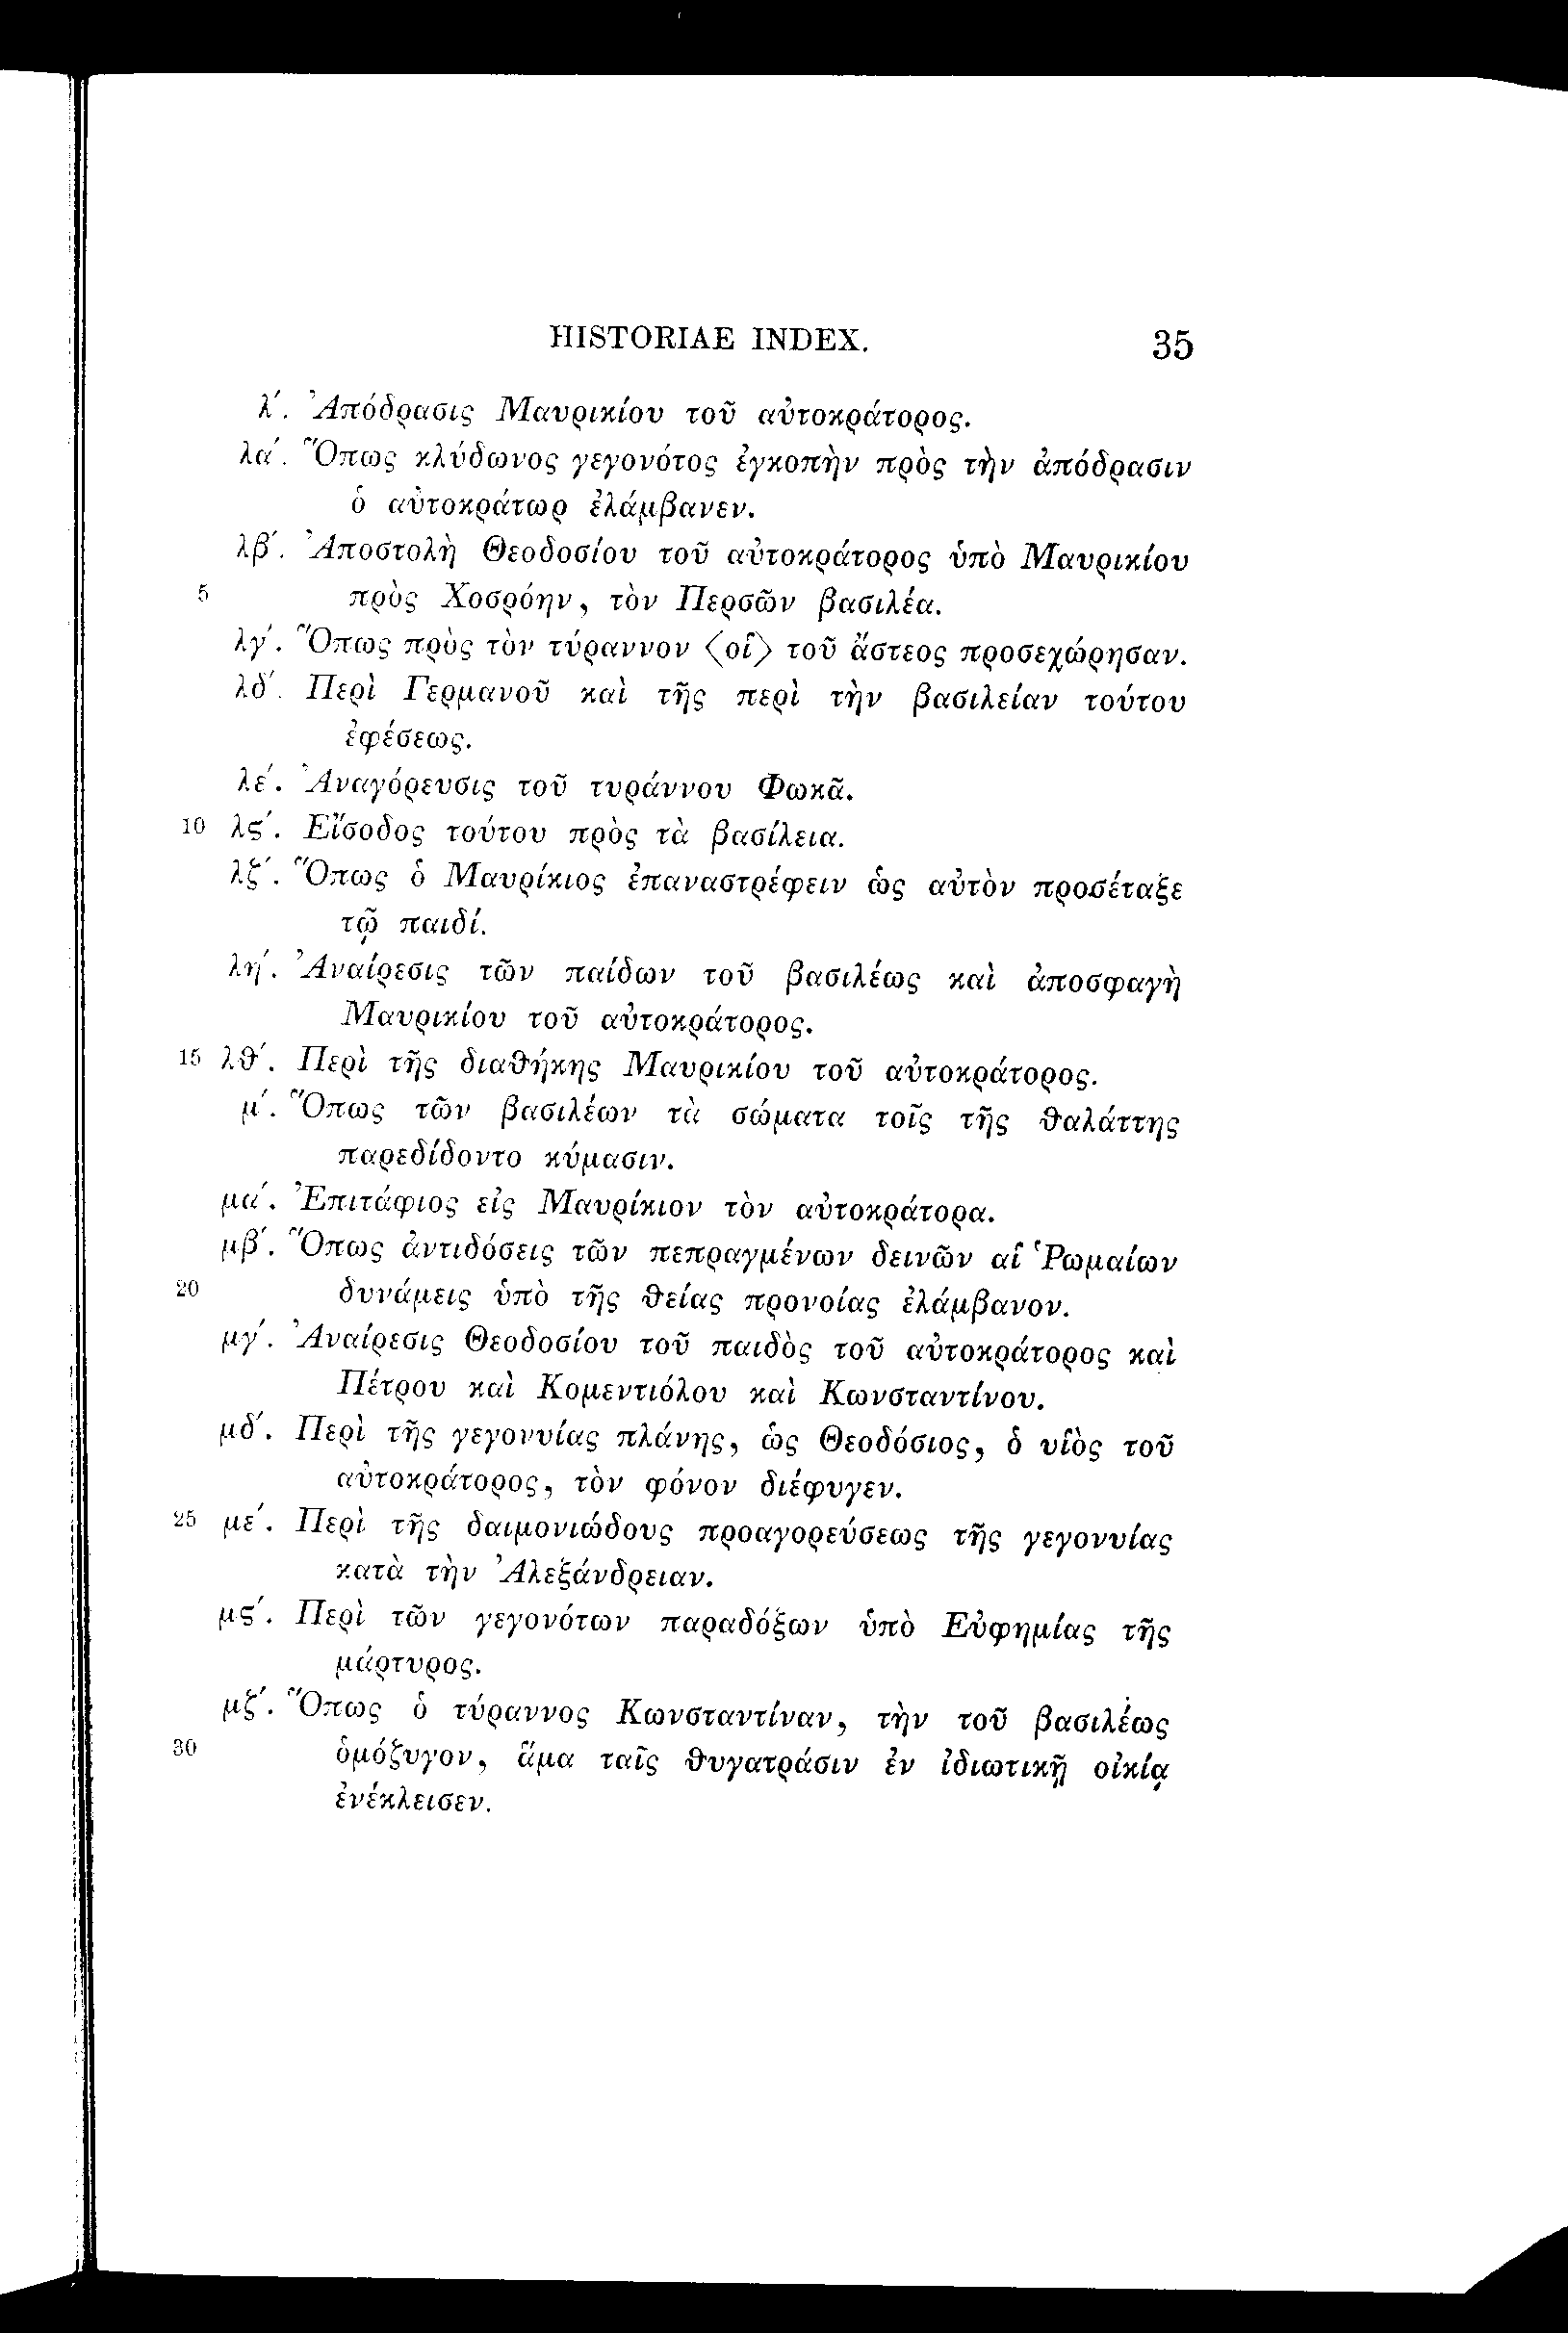 HISTORIAE INDEX. 35
λ´. Ἀπόδρασις Μαυρικίου τοῦ αὐτοκράτορος.
λα´. Ὅπως κλύδωνος γεγονότος ἐγκοπὴν πρὸς τὴν ἀπόδρασιν
ὁ αὐτοκράτωρ ἐλάμβανεν.
λβ´. Ἀποστολὴ Θεοδοσίου τοῦ αὐτοκράτορος ὑπὸ Μαυρικίου
5 πρὸς Χοσρόην, τὸν Περσῶν βασιλέα.
λγ´. Ὅπως πρὸς τὸν τύραννον ⟨οἱ⟩ τοῦ ἄστεος προσεχώρησαν.
λδ´. Περὶ Γερμανοῦ καὶ τῆς περὶ τὴν βασιλείαν τούτου
ἐφέσεως.
λε´. Ἀναγόρευσις τοῦ τυράννου Φωκᾶ.
10 λς´. Εἴσοδος τούτου πρὸς τὰ βασίλεια.
λζ´. Ὅπως ὁ Μαυρίκιος ἐπαναστρέφειν ὡς αὐτὸν προσέταξε
τῷ παιδί.
λη´. Ἀναίρεσις τῶν παίδων τοῦ βασιλέως καὶ ἀποσφαγὴ
Μαυρικίου τοῦ αὐτοκράτορος.
15 λθ´. Περὶ τῆς διαθήκης Μαυρικίου τοῦ αὐτοκράτορος.
μ´. Ὅπως τῶν βασιλέων τὰ σώματα τοῖς τῆς θαλάττης
παρεδίδοντο κύμασιν.
μα´. Ἐπιτάφιος εἰς Μαυρίκιον τὸν αὐτοκράτορα.
μβ´. Ὅπως ἀντιδόσεις τῶν πεπραγμένων δεινῶν αἱ Ῥωμαίων
20 δυνάμεις ὑπὸ τῆς θείας προνοίας ἐλάμβανον.
μγ´. Ἀναίρεσις Θεοδοσίου τοῦ παιδὸς τοῦ αὐτοκράτορος καὶ
Πέτρου καὶ Κομεντιόλου καὶ Κωνσταντίνου.
μδ´. Περὶ τῆς γεγονυίας πλάνης, ὡς Θεοδόσιος, ὁ υἱὸς τοῦ
αὐτοκράτορος, τὸν φόνον διέφυγεν.
25 με´. Περὶ τῆς δαιμονιώδους προαγορεύσεως τῆς γεγονυίας
κατὰ τὴν Ἀλεξάνδρειαν.
μς´. Περὶ τῶν γεγονότων παραδόξων ὑπὸ Εὐφημίας τῆς
μάρτυρος.
μζ´. Ὅπως ὁ τύραννος Κωνσταντίναν, τὴν τοῦ βασιλέως
30 ὁμόζυγον, ἅμα ταῖς θυγατράσιν ἐν ἰδιωτικῇ οἰκίᾳ
ἐνέκλεισεν.